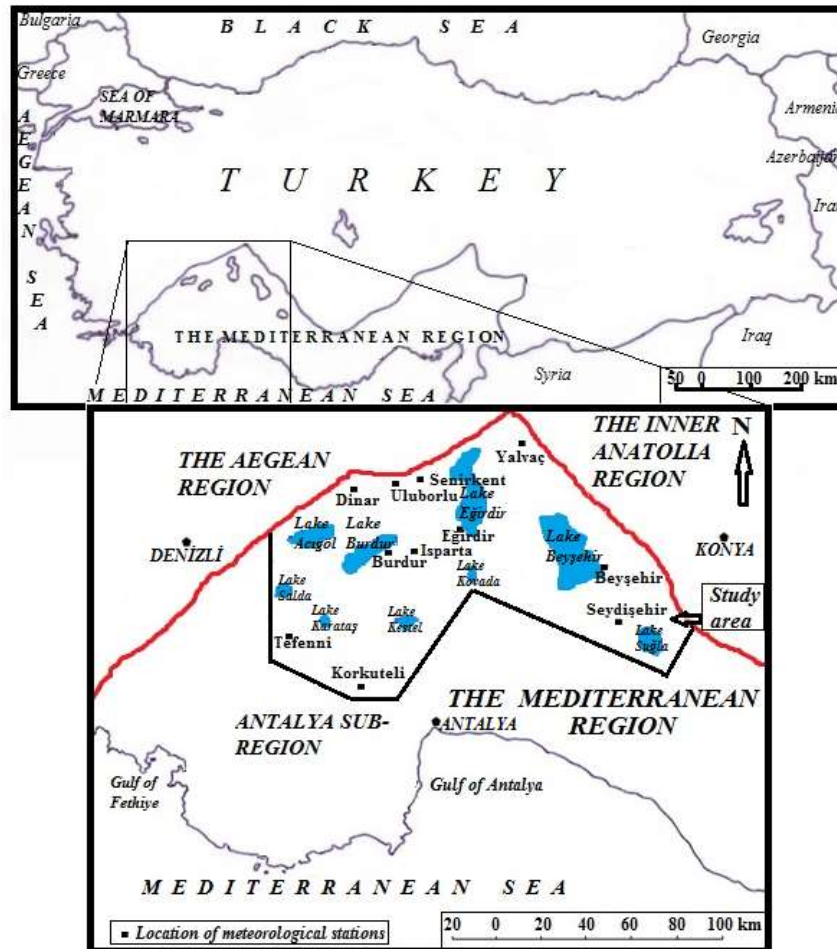 Bulgaria
B L A C K S E A
Georgia
Greece
SEA OF
MARMARA
Armenia
Azerbaijan
A E G E A N S E A
T U R K E Y
Iran
THE MEDITERRANEAN REGION
Iraq
Syria
50 0 100 200 km
M E D I T E R R A N E A N S E A
THE INNER
ANATOLIA
REGION
N
THE AEGEAN
REGION
Yalvaç
Senirkent
Uluborlu
Dinar
Lake
Eğirdir
Lake
Acıgöl
Lake
Burdur
Eğirdir
Lake
Beyşehir
KONYA
DENİZLİ
Isparta
Burdur
Lake
Kovada
Beyşehir
Lake
Salda
Study
area
Seydişehir
Lake
Karataş
Lake
Kestel
Lake
Suğla
Tefenni
Korkuteli
THE MEDITERRANEAN
REGION
ANTALYA SUB-
REGION
ANTALYA
Gulf of
Fethiye
Gulf of Antalya
M E D I T E R R A N E A N S E A
Location of meteorological stations
20 0 20 40 60 80 100 km